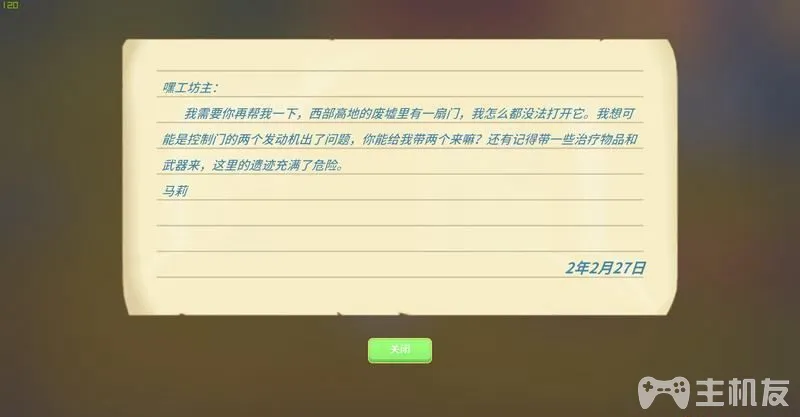 120
嘿工坊主：
我需要你再帮我一下，西部高地的废墟里有一扇门，我怎么都没法打开它。我想可
能是控制门的两个发动机出了问题，你能给我带两个来嘛？还有记得带一些治疗物品和
武器来，这里的遗迹充满了危险。
马莉
2年2月27日
关闭
主机友